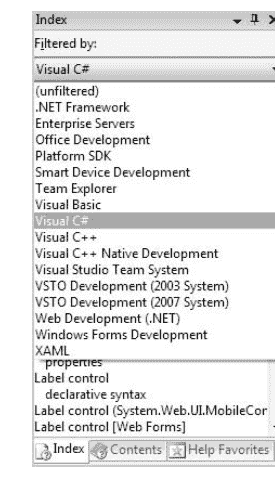 Index
Filtered by:
Visual C#
(unfiltered)
.NET Framework
Enterprise Servers
Office Development
Platform SDK
Smart Device Development
Team Explorer
Visual Basic
Visual C#
Visual C++
Visual C++ Native Development
Visual Studio Team System
VSTO Development (2003 System)
VSTO Development (2007 System)
Web Development (.NET)
Windows Forms Development
XAML
properties
Label control
declarative syntax
Label control (System.Web.UI.MobileCor
Label control [Web Forms]
Index Contents Help Favorites